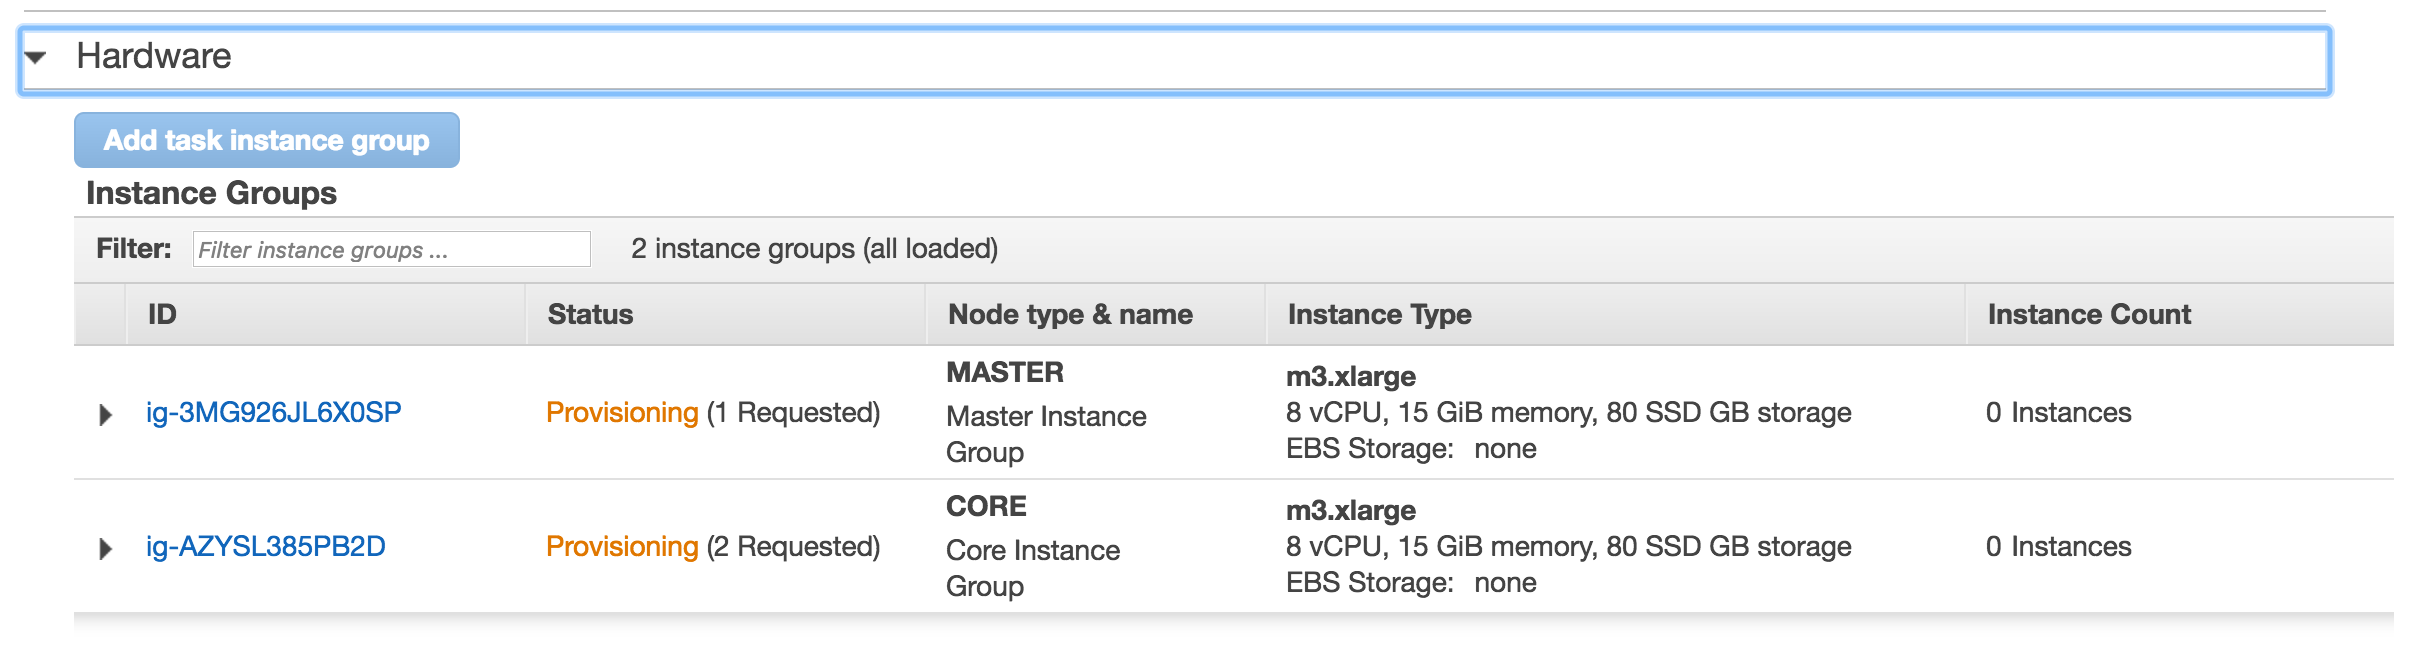 Hardware
Add task instance group
Instance Groups
Filter: Filter instance groups ... 2 instance groups (all loaded)
ID Status Node type & name Instance Type Instance Count
ig-3MG926JL6X0SP Provisioning (1 Requested) MASTER Master Instance Group m3.xlarge 0 Instances
8 vCPU, 15 GiB memory, 80 SSD GB storage
EBS Storage: none
ig-AZYSL385PB2D Provisioning (2 Requested) CORE Core Instance Group m3.xlarge 0 Instances
8 vCPU, 15 GiB memory, 80 SSD GB storage
EBS Storage: none